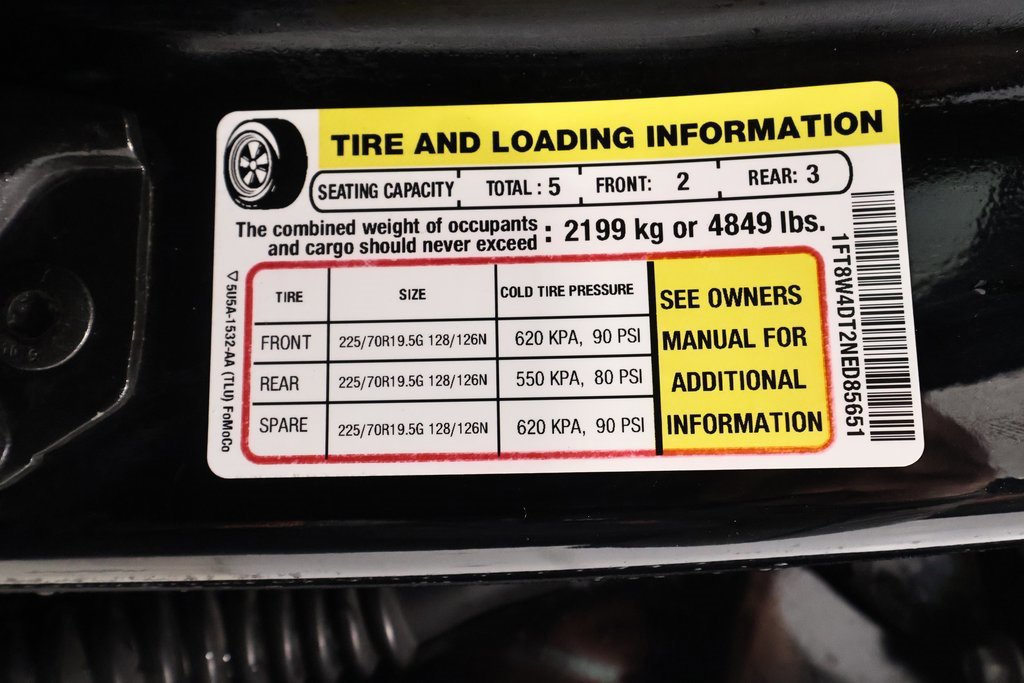 TIRE AND LOADING INFORMATION
SEATING CAPACITY TOTAL : 5 FRONT: 2 REAR: 3
The combined weight of occupants
and cargo should never exceed : 2199 kg or 4849 lbs.
TIRE SIZE COLD TIRE PRESSURE
FRONT 225/70R19.5G 128/126N 620 KPA, 90 PSI
REAR 225/70R19.5G 128/126N 550 KPA, 80 PSI
SPARE 225/70R19.5G 128/126N 620 KPA, 90 PSI
SEE OWNERS
MANUAL FOR
ADDITIONAL
INFORMATION
1FT8W4DT2NED85651
5U5A-1532-AA (TLU) FoMoCo